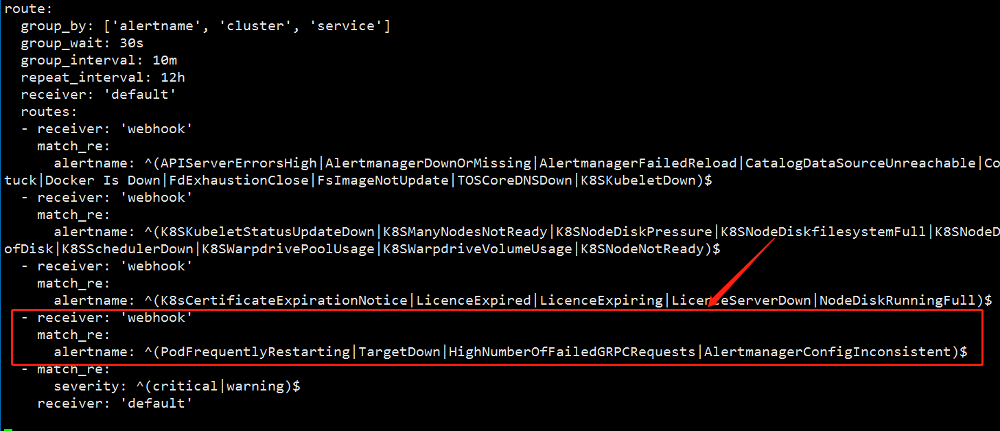 route:
  group_by: ['alertname', 'cluster', 'service']
  group_wait: 30s
  group_interval: 10m
  repeat_interval: 12h
  receiver: 'default'
  routes:
  - receiver: 'webhook'
    match_re:
      alertname: ^(APIServerErrorsHigh|AlertmanagerDownOrMissing|AlertmanagerFailedReload|CatalogDataSourceUnreachable|Co
tuck|Docker Is Down|FdExhaustionClose|FsImageNotUpdate|TOSCoreDNSDown|K8SKubeletDown)$
  - receiver: 'webhook'
    match_re:
      alertname: ^(K8SKubeletStatusUpdateDown|K8SManyNodesNotReady|K8SNodeDiskPressure|K8SNodeDiskfilesystemFull|K8SNodeD
ofDisk|K8SSchedulerDown|K8SWarpdrivePoolUsage|K8SWarpdriveVolumeUsage|K8SNodeNotReady)$
  - receiver: 'webhook'
    match_re:
      alertname: ^(K8sCertificateExpirationNotice|LicenceExpired|LicenceExpiring|LicenceServerDown|NodeDiskRunningFull)$
  - receiver: 'webhook'
    match_re:
      alertname: ^(PodFrequentlyRestarting|TargetDown|HighNumberOfFailedGRPCRequests|AlertmanagerConfigInconsistent)$
  - match_re:
      severity: ^(critical|warning)$
    receiver: 'default'